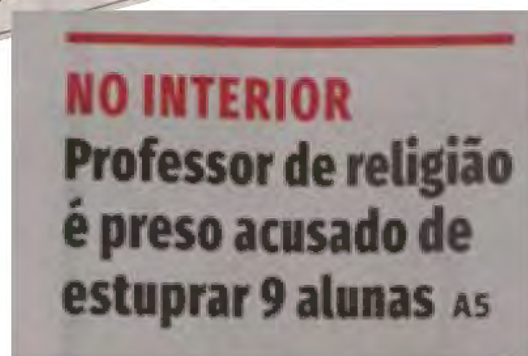 NO INTERIOR
Professor de religião
é preso acusado de
estuprar 9 alunas A5